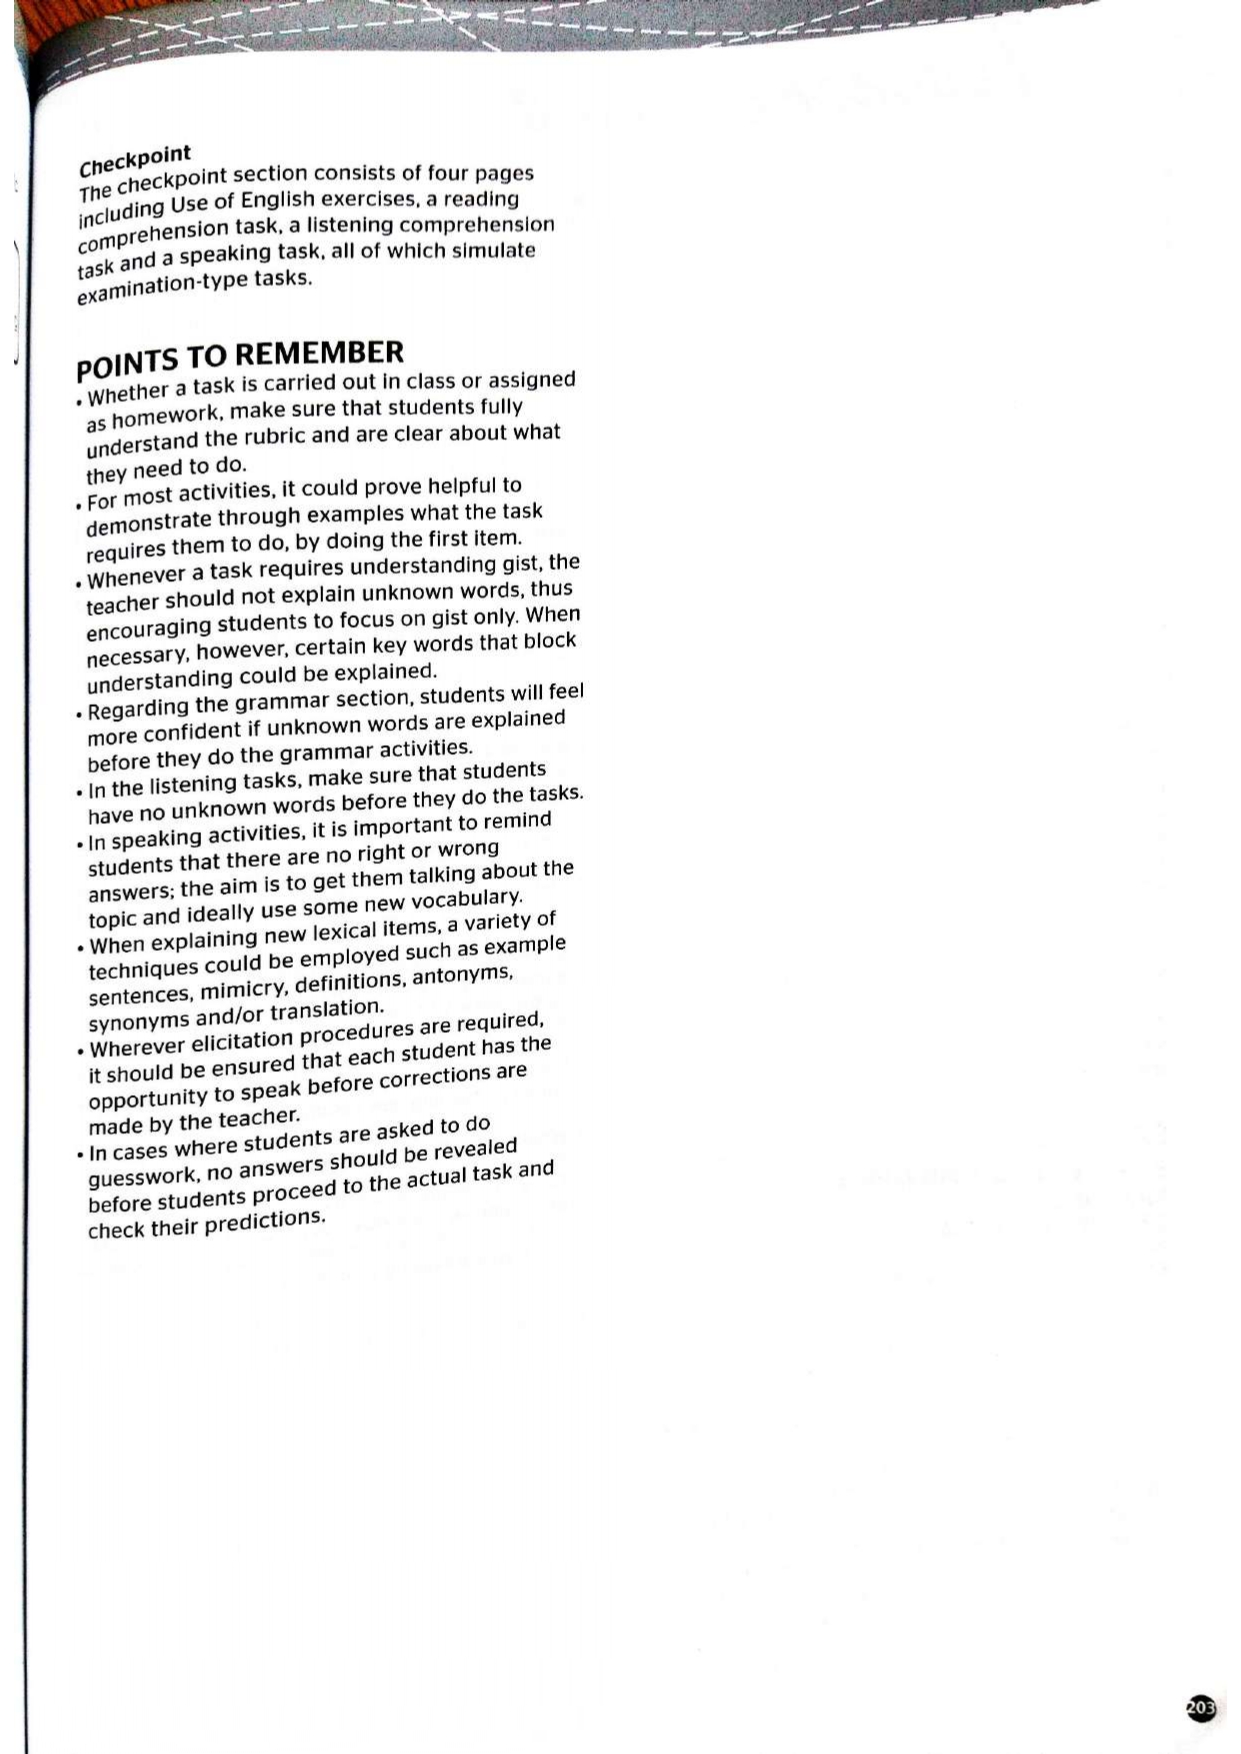 Checkpoint
The checkpoint section consists of four pages
including Use of English exercises, a reading
comprehension task, a listening comprehension
task and a speaking task, all of which simulate
examination-type tasks.
POINTS TO REMEMBER
• Whether a task is carried out in class or assigned
as homework, make sure that students fully
understand the rubric and are clear about what
they need to do.
• For most activities, it could prove helpful to
demonstrate through examples what the task
requires them to do, by doing the first item.
• Whenever a task requires understanding gist, the
teacher should not explain unknown words, thus
encouraging students to focus on gist only. When
necessary, however, certain key words that block
understanding could be explained.
• Regarding the grammar section, students will feel
more confident if unknown words are explained
before they do the grammar activities.
• In the listening tasks, make sure that students
have no unknown words before they do the tasks.
• In speaking activities, it is important to remind
students that there are no right or wrong
answers; the aim is to get them talking about the
topic and ideally use some new vocabulary.
• When explaining new lexical items, a variety of
techniques could be employed such as example
sentences, mimicry, definitions, antonyms,
synonyms and/or translation.
• Wherever elicitation procedures are required,
it should be ensured that each student has the
opportunity to speak before corrections are
made by the teacher.
• In cases where students are asked to do
guesswork, no answers should be revealed
before students proceed to the actual task and
check their predictions.
203